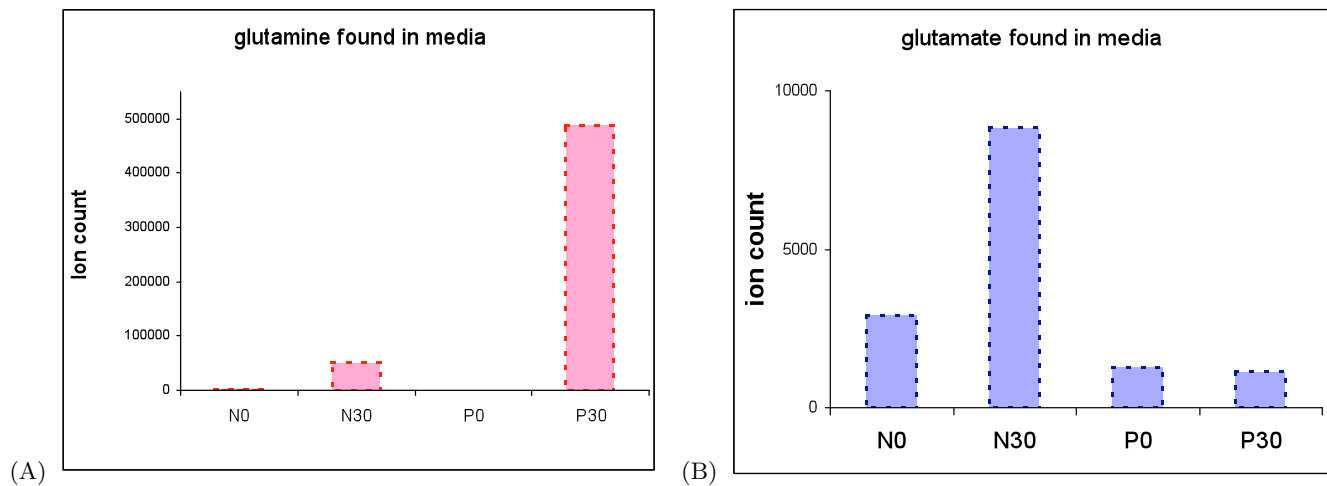 glutamine found in media
Ion count
500000
400000
300000
200000
100000
0
N0 N30 P0 P30
(A)
glutamate found in media
ion count
10000
5000
0
N0 N30 P0 P30
(B)